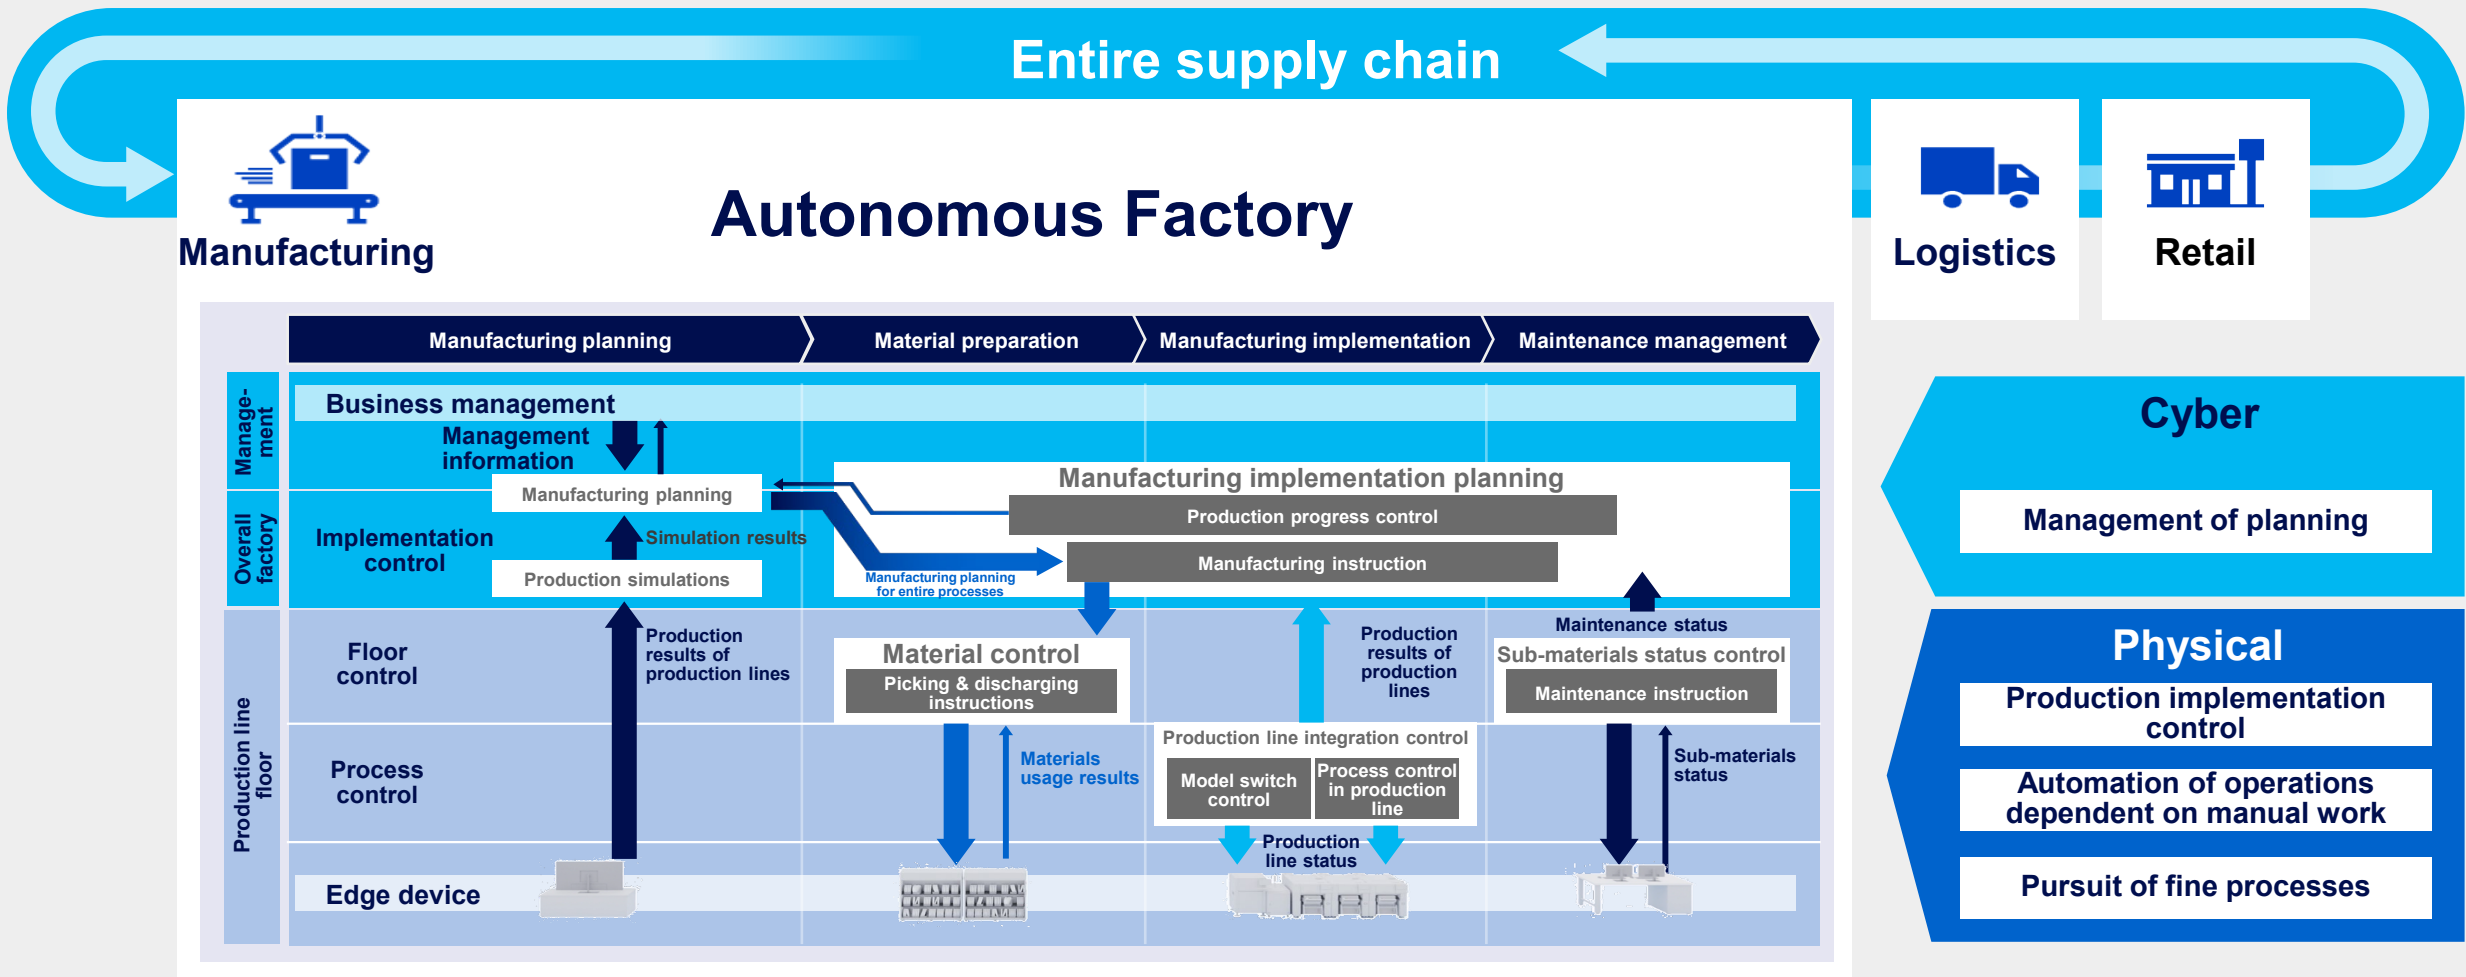 Entire supply chain
Manufacturing
Autonomous Factory
Logistics
Retail
Manufacturing planning
Material preparation
Manufacturing implementation
Maintenance management
Manage-
ment
Business management
Management
information
Manufacturing planning
Manufacturing implementation planning
Production progress control
Overall
factory
Implementation
control
Simulation results
Production simulations
Manufacturing instruction
Manufacturing planning
for entire processes
Production line
floor
Floor
control
Production
results of
production lines
Material control
Picking & discharging
instructions
Production
results of
production
lines
Maintenance status
Sub-materials status control
Maintenance instruction
Process
control
Materials
usage results
Production line integration control
Model switch
control
Process control
in production
line
Sub-materials
status
Production
line status
Edge device
Cyber
Management of planning
Physical
Production implementation
control
Automation of operations
dependent on manual work
Pursuit of fine processes